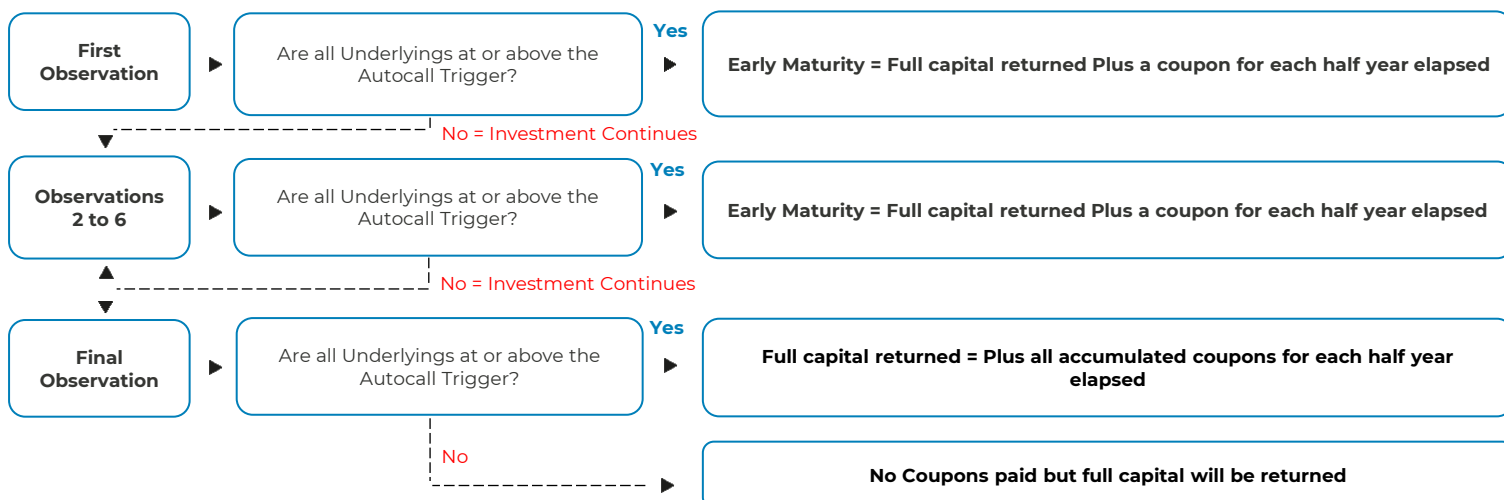 First
Observation
Are all Underlyings at or above the
Autocall Trigger?
Yes
Early Maturity = Full capital returned Plus a coupon for each half year elapsed
No = Investment Continues
Observations
2 to 6
Are all Underlyings at or above the
Autocall Trigger?
Yes
Early Maturity = Full capital returned Plus a coupon for each half year elapsed
No = Investment Continues
Final
Observation
Are all Underlyings at or above the
Autocall Trigger?
Yes
Full capital returned = Plus all accumulated coupons for each half year
elapsed
No
No Coupons paid but full capital will be returned